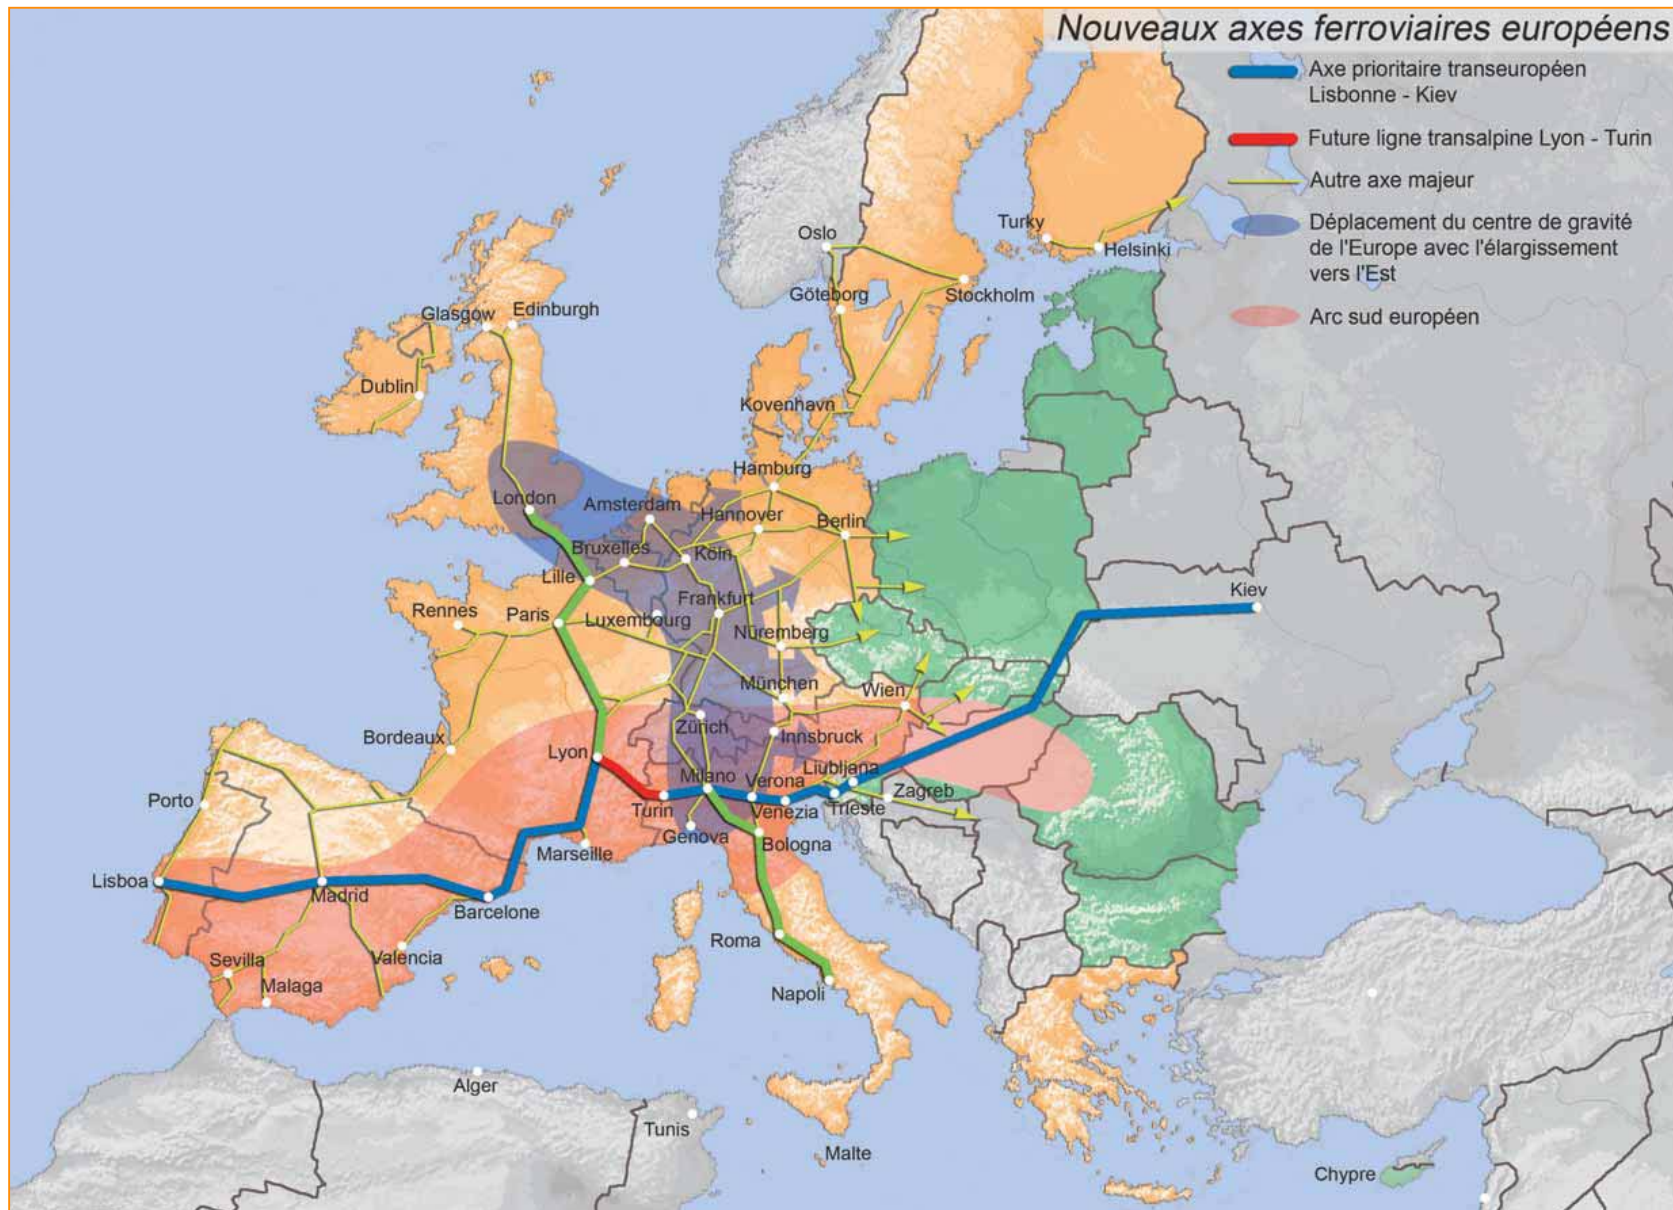 Nouveaux axes ferroviaires européens
Axe prioritaire transeuropéen
Lisbonne - Kiev
Future ligne transalpine Lyon - Turin
Autre axe majeur
Déplacement du centre de gravité
de l'Europe avec l'élargissement
vers l'Est
Arc sud européen
Oslo
Turky
Helsinki
Göteborg
Stockholm
Glasgow
Edinburgh
Dublin
Kovenhavn
Hamburg
London
Amsterdam
Hannover
Berlin
Bruxelles
Köln
Lille
Kiev
Rennes
Paris
Luxembourg
Frankfurt
Nüremberg
München
Wien
Bordeaux
Lyon
Zürich
Innsbruck
Porto
Milano
Verona
Liubljana
Turin
Venezia
Trieste
Zagreb
Marseille
Genova
Bologna
Lisboa
Madrid
Barcelone
Roma
Sevilla
Valencia
Malaga
Napoli
Alger
Tunis
Malte
Chypre